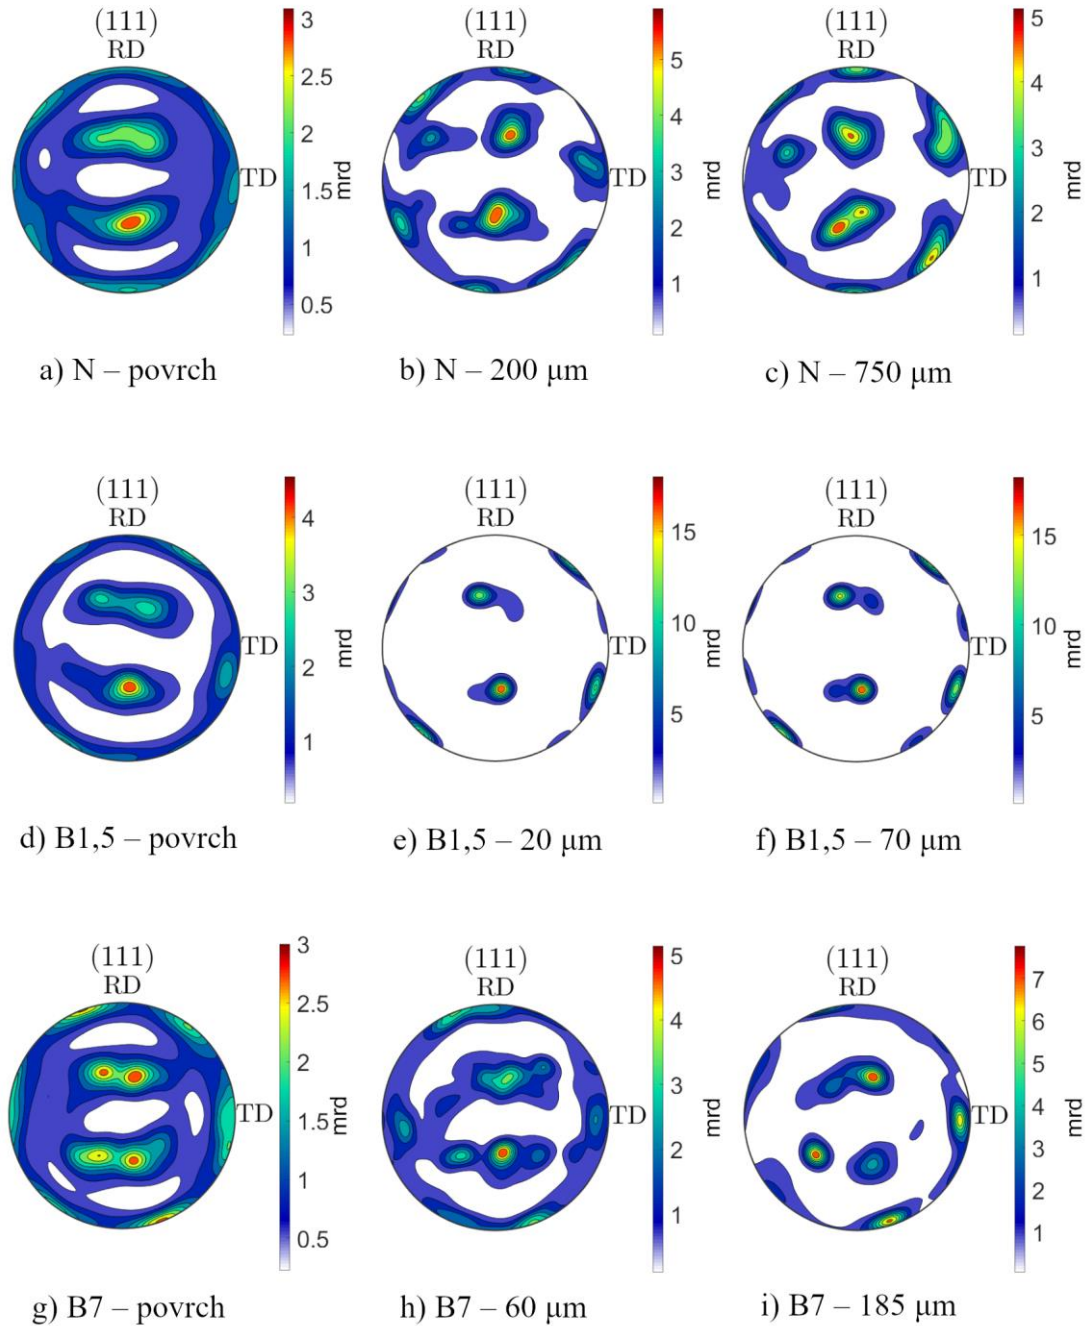 (111)
RD
TD
3
2.5
2
1.5
1
0.5
mrd
a) N – povrch
(111)
RD
TD
5
4
3
2
1
mrd
b) N – 200 μm
(111)
RD
TD
5
4
3
2
1
mrd
c) N – 750 μm
(111)
RD
TD
4
3
2
1
mrd
d) B1,5 – povrch
(111)
RD
TD
15
10
5
mrd
e) B1,5 – 20 μm
(111)
RD
TD
15
10
5
mrd
f) B1,5 – 70 μm
(111)
RD
TD
3
2.5
2
1.5
1
0.5
mrd
g) B7 – povrch
(111)
RD
TD
5
4
3
2
1
mrd
h) B7 – 60 μm
(111)
RD
TD
7
6
5
4
3
2
1
mrd
i) B7 – 185 μm